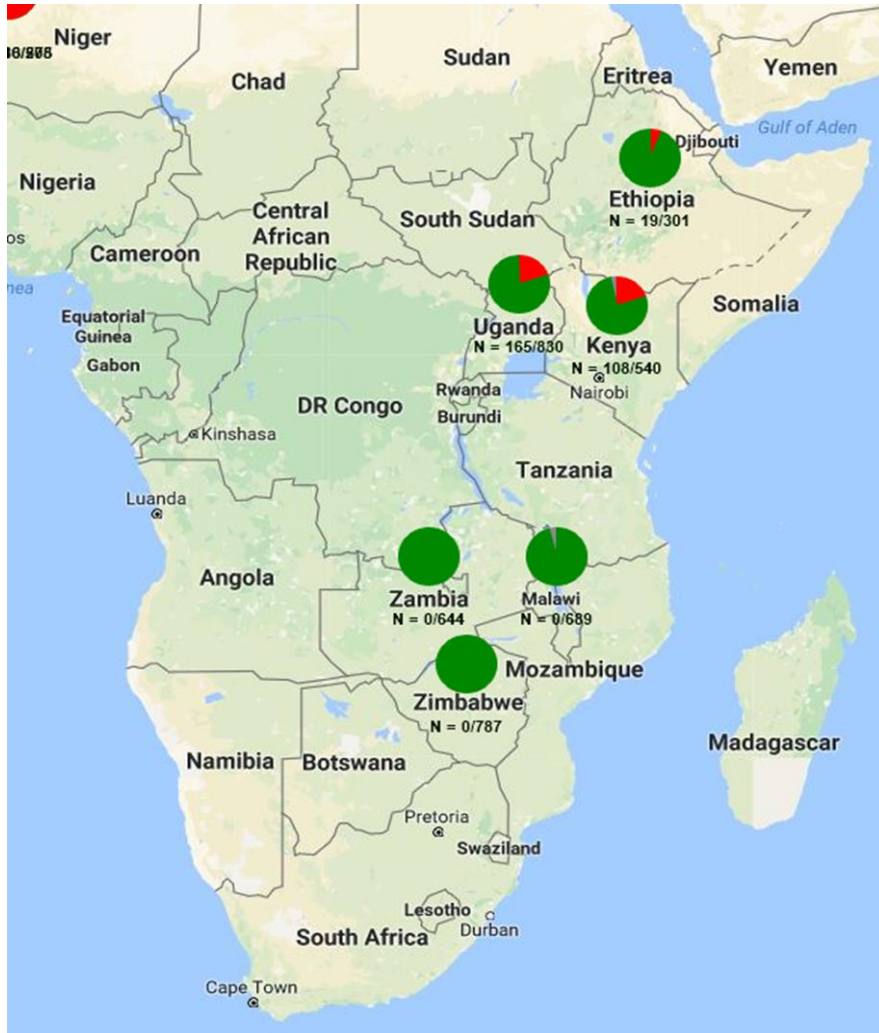 Niger
Sudan
Yemen
Eritrea
Chad
Gulf of Aden
Djibouti
Nigeria
Ethiopia
N = 19/301
Central
African
Republic
South Sudan
Cameroon
Somalia
Equatorial
Guinea
Uganda
N = 165/830
Kenya
N = 108/540
Gabon
Nairobi
Rwanda
Burundi
DR Congo
Kinshasa
Tanzania
Luanda
Angola
Zambia
N = 0/644
Malawi
N = 0/689
Mozambique
Zimbabwe
N = 0/787
Madagascar
Namibia
Botswana
Pretoria
Swaziland
Lesotho
Durban
South Africa
Cape Town